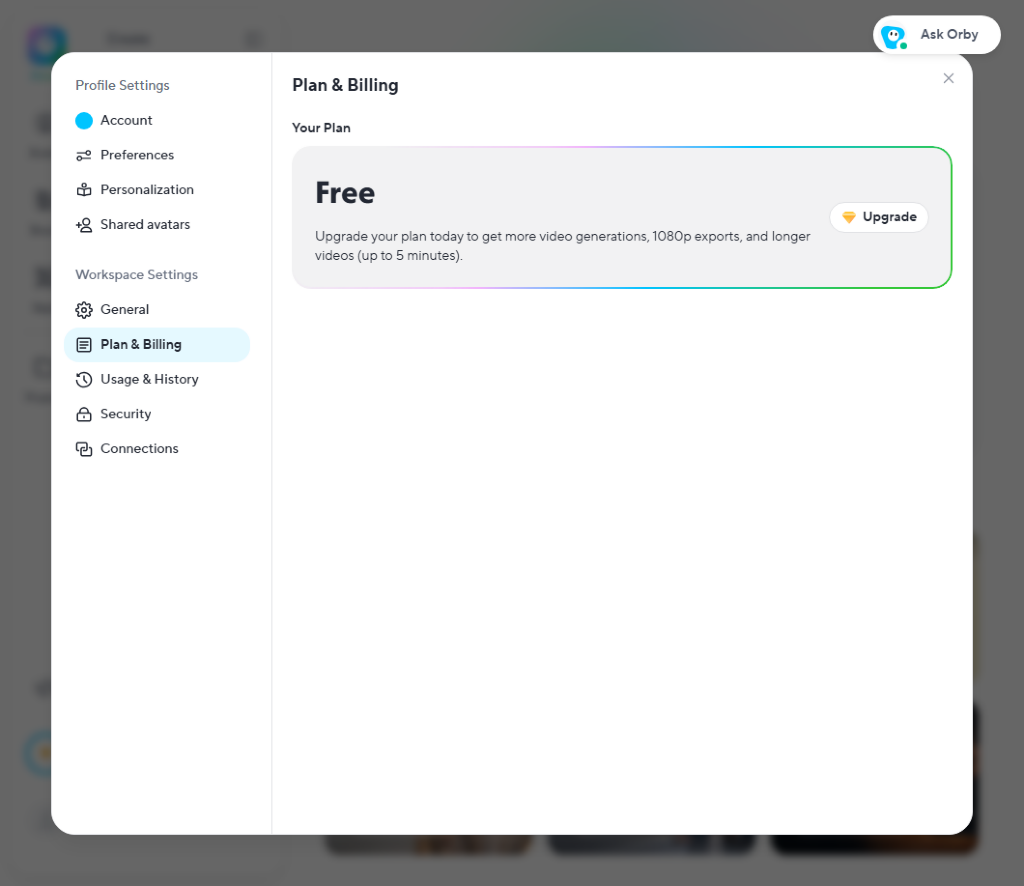 Ask Orby
Profile Settings
Account
Preferences
Personalization
Shared avatars
Workspace Settings
General
Plan & Billing
Usage & History
Security
Connections
Plan & Billing
Your Plan
Free
Upgrade your plan today to get more video generations, 1080p exports, and longer
videos (up to 5 minutes).
Upgrade